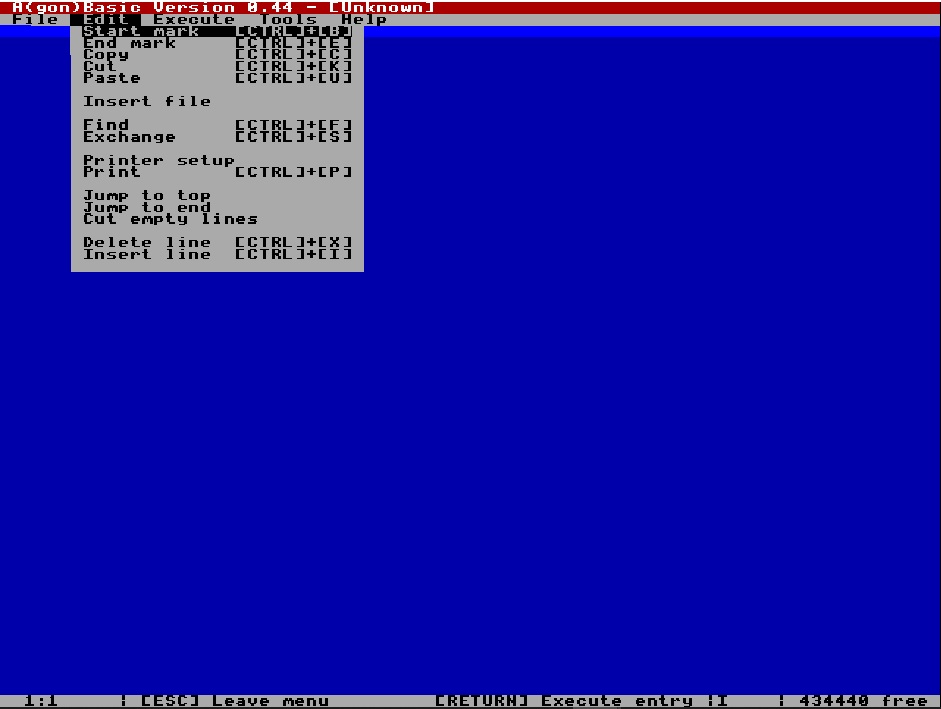 A(gon)Basic Version 0.44 - [Unknown]
File Edit Execute Tools Help
Start mark [CTRL]+[B]
End mark [CTRL]+[E]
Copy [CTRL]+[C]
Cut [CTRL]+[K]
Paste [CTRL]+[V]
Insert file
Find [CTRL]+[F]
Exchange [CTRL]+[S]
Printer setup
Print [CTRL]+[P]
Jump to top
Jump to end
Cut empty lines
Delete line [CTRL]+[X]
Insert line [CTRL]+[I]
1:1 ¦ [ESC] Leave menu [RETURN] Execute entry ¦I ¦ 434440 free